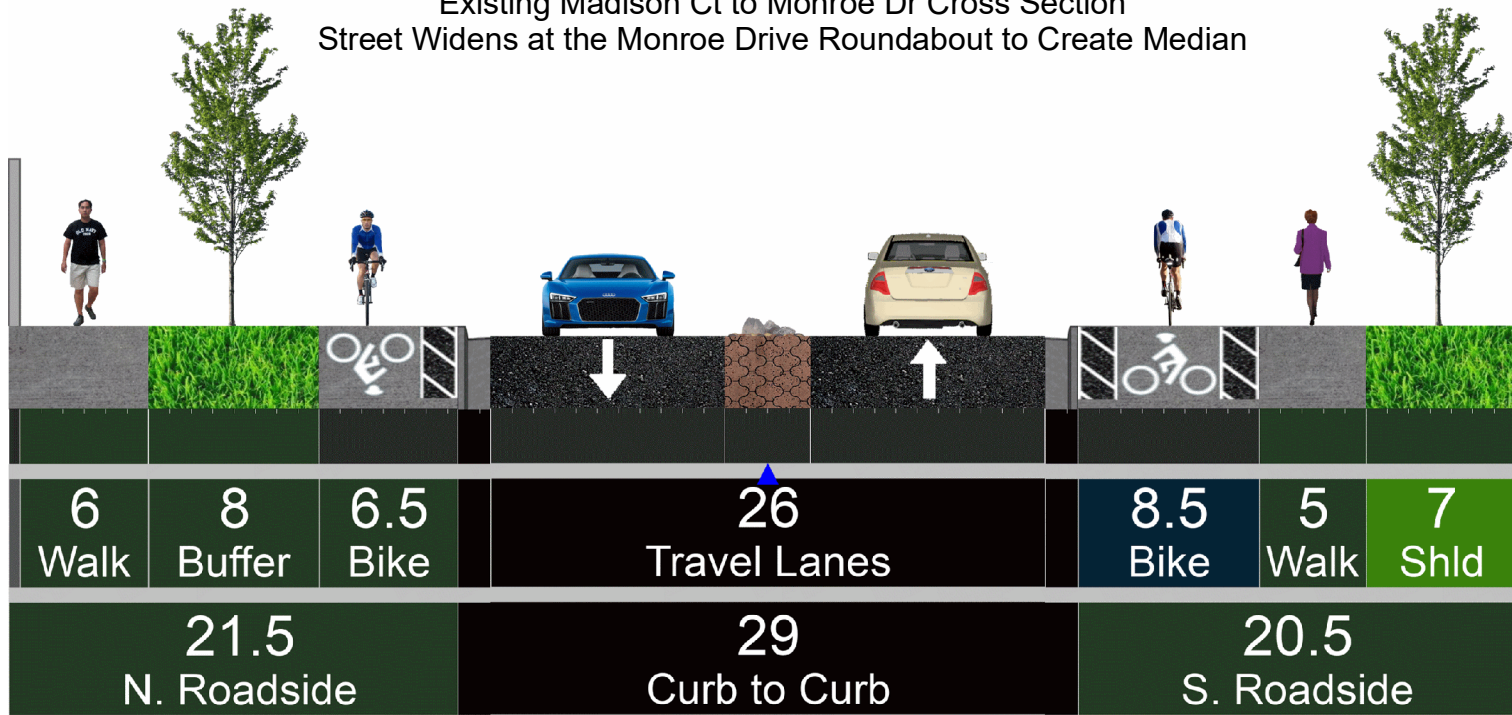 Existing Madison Ct to Monroe Dr Cross Section
Street Widens at the Monroe Drive Roundabout to Create Median
6
Walk
8
Buffer
6.5
Bike
26
Travel Lanes
8.5
Bike
5
Walk
7
Shld
21.5
N. Roadside
29
Curb to Curb
20.5
S. Roadside